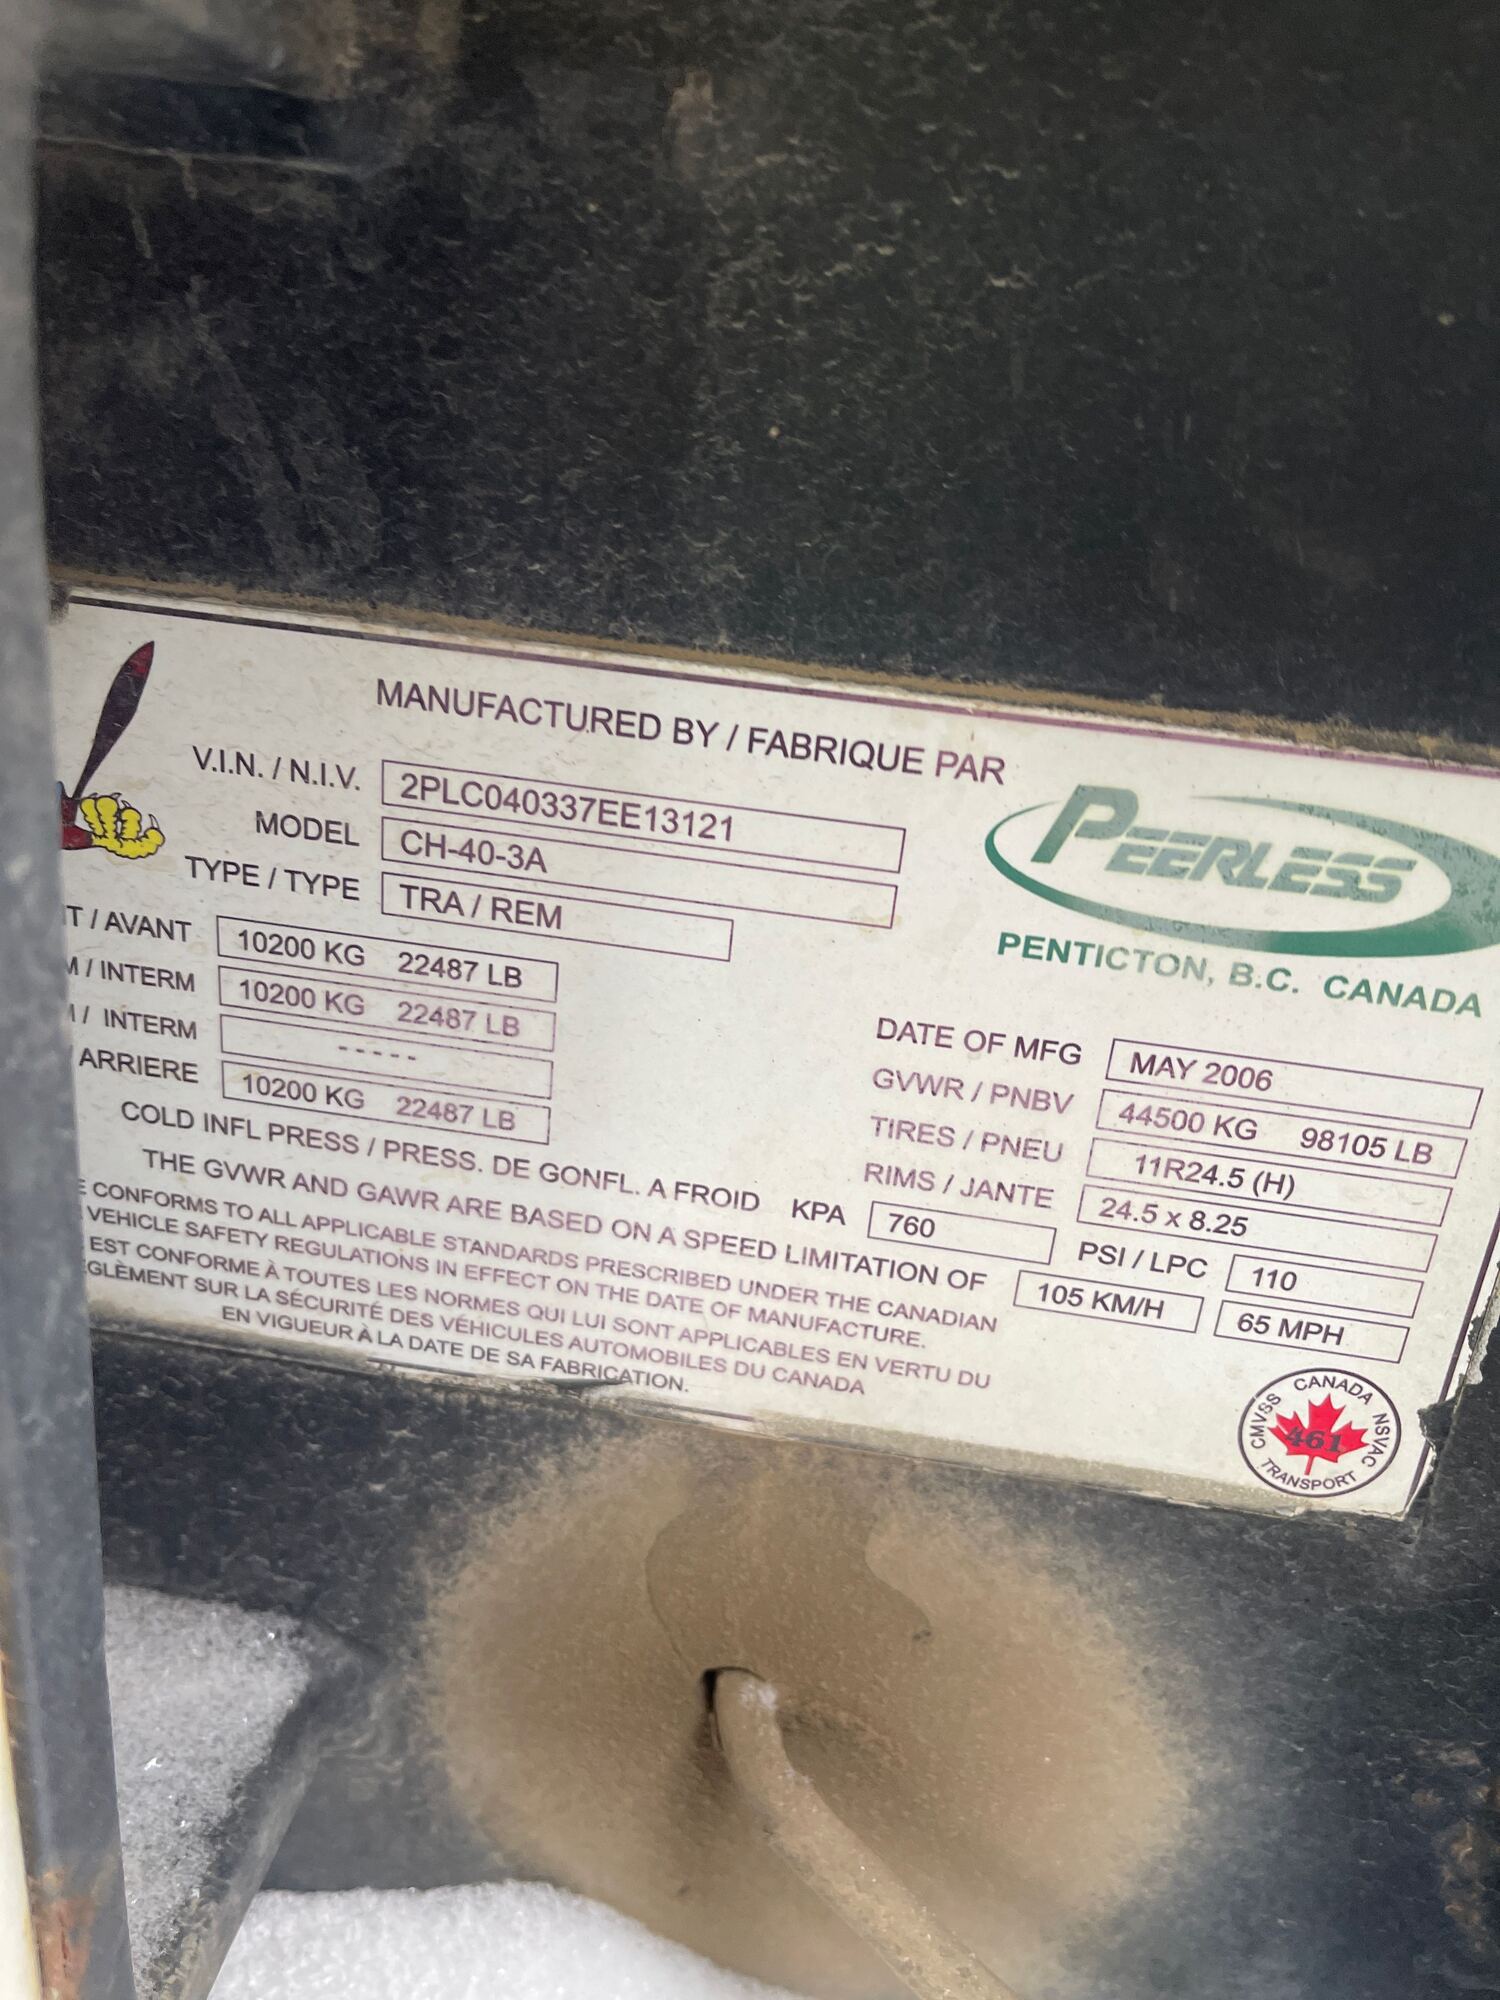 MANUFACTURED BY / FABRIQUE PAR
PEERLESS
PENTICTON, B.C. CANADA
V.I.N. / N.I.V. 2PLC040337EE13121
MODEL CH-40-3A
TYPE / TYPE TRA / REM
T / AVANT 10200 KG 22487 LB
M / INTERM 10200 KG 22487 LB
/ INTERM -----
ARRIERE 10200 KG 22487 LB
DATE OF MFG MAY 2006
GVWR / PNBV 44500 KG 98105 LB
TIRES / PNEU 11R24.5 (H)
RIMS / JANTE 24.5 x 8.25
COLD INFL PRESS / PRESS. DE GONFL. A FROID KPA 760 PSI / LPC 110
THE GVWR AND GAWR ARE BASED ON A SPEED LIMITATION OF 105 KM/H 65 MPH
E CONFORMS TO ALL APPLICABLE STANDARDS PRESCRIBED UNDER THE CANADIAN
VEHICLE SAFETY REGULATIONS IN EFFECT ON THE DATE OF MANUFACTURE.
EST CONFORME À TOUTES LES NORMES QUI LUI SONT APPLICABLES EN VERTU DU
GLÈMENT SUR LA SÉCURITÉ DES VÉHICULES AUTOMOBILES DU CANADA
EN VIGUEUR À LA DATE DE SA FABRICATION.
CANADA
CMVSS 461 NSVAC
TRANSPORT